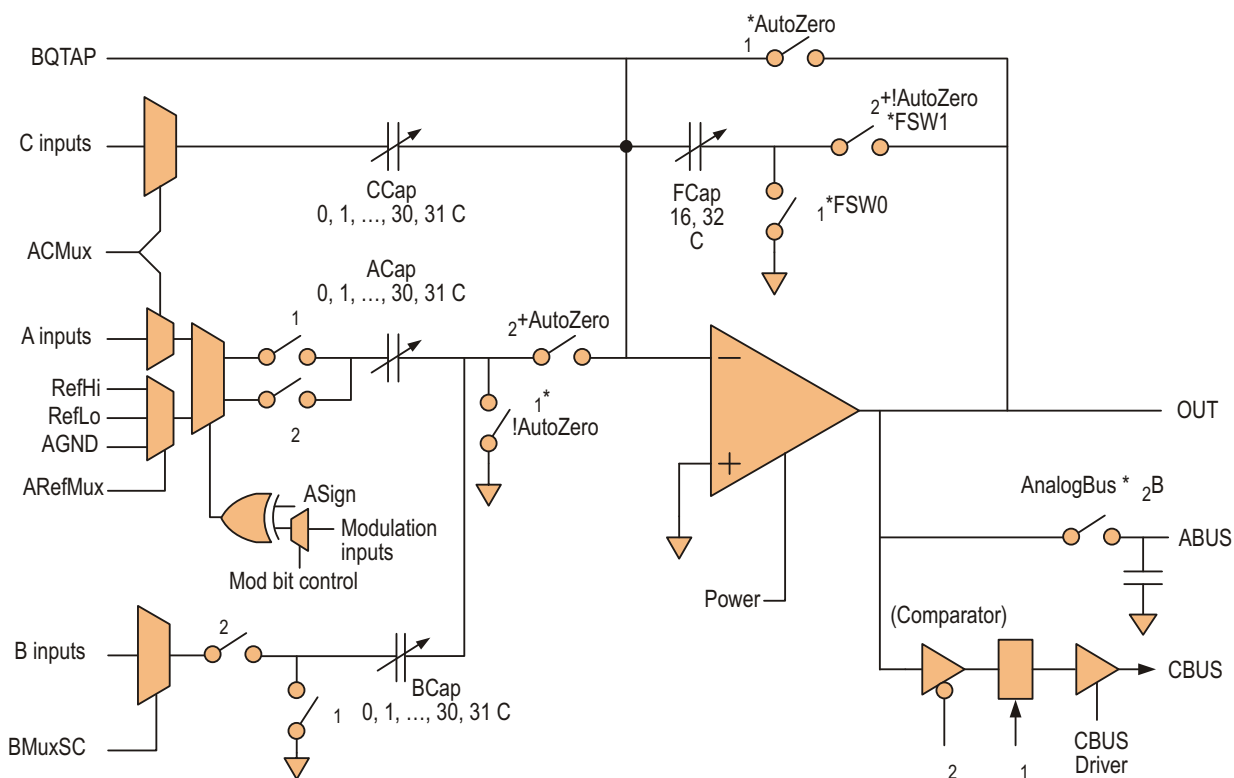 *AutoZero
1
BQTAP
2+!AutoZero
*FSW1
C inputs
CCap
0, 1, …, 30, 31 C
FCap
16, 32
C
1*FSW0
ACMux
ACap
0, 1, …, 30, 31 C
A inputs
1
2+AutoZero
−
RefHi
RefLo
AGND
2
1*
!AutoZero
OUT
+
ARefMux
ASign
Modulation
inputs
Mod bit control
AnalogBus * 2B
ABUS
Power
(Comparator)
B inputs
2
BCap
0, 1, …, 30, 31 C
1
CBUS
BMuxSC
2
1
CBUS
Driver